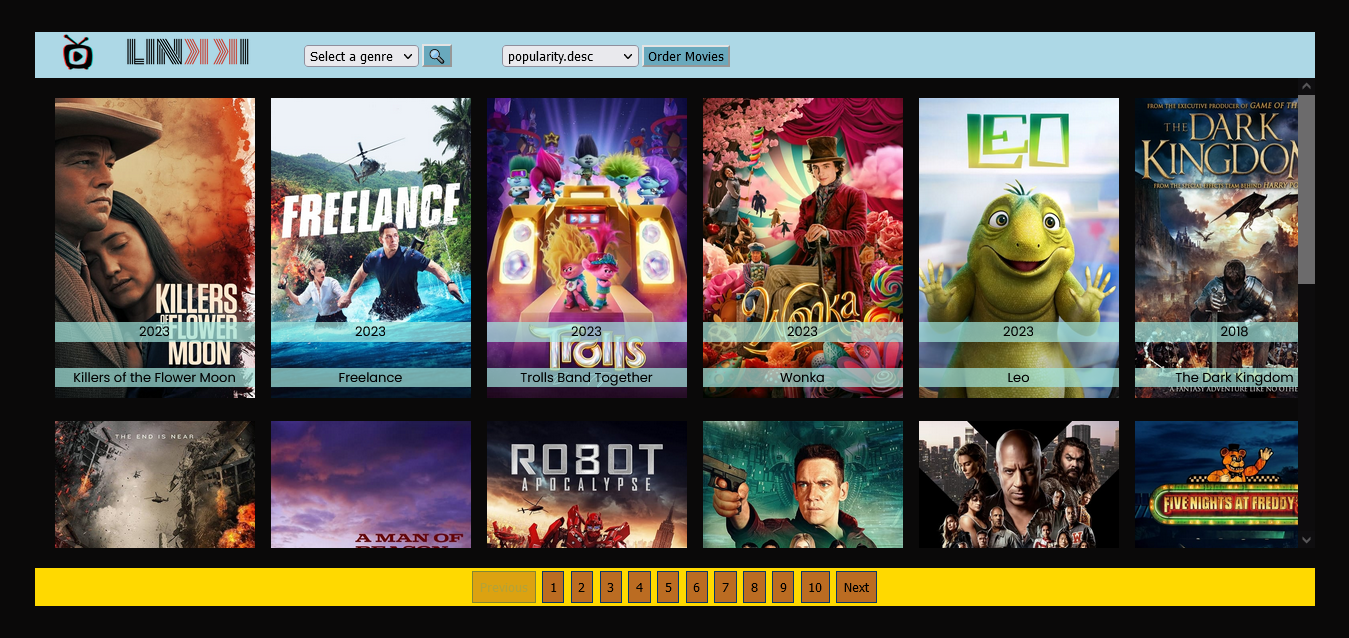 LINKKI
Select a genre
popularity.desc
Order Movies
KILLERS
OF THE
FLOWER
MOON
2023
Killers of the Flower Moon
FREELANCE
2023
Freelance
Trolls
2023
Trolls Band Together
Wonka
2023
Wonka
LEO
2023
Leo
FROM THE EXECUTIVE PRODUCER OF GAME OF TH
THE DARK
KINGDOM
FROM THE SPECIAL EFFECTS TEAM BEHIND HARRY PO
2018
The Dark Kingdom
A FANTASY ADVENTURE LIKE NO OTHE
THE END IS NEAR
A MAN OF
REASON
ROBOT
APOCALYPSE
FIVE NIGHTS AT FREDDY'
Previous
1
2
3
4
5
6
7
8
9
10
Next